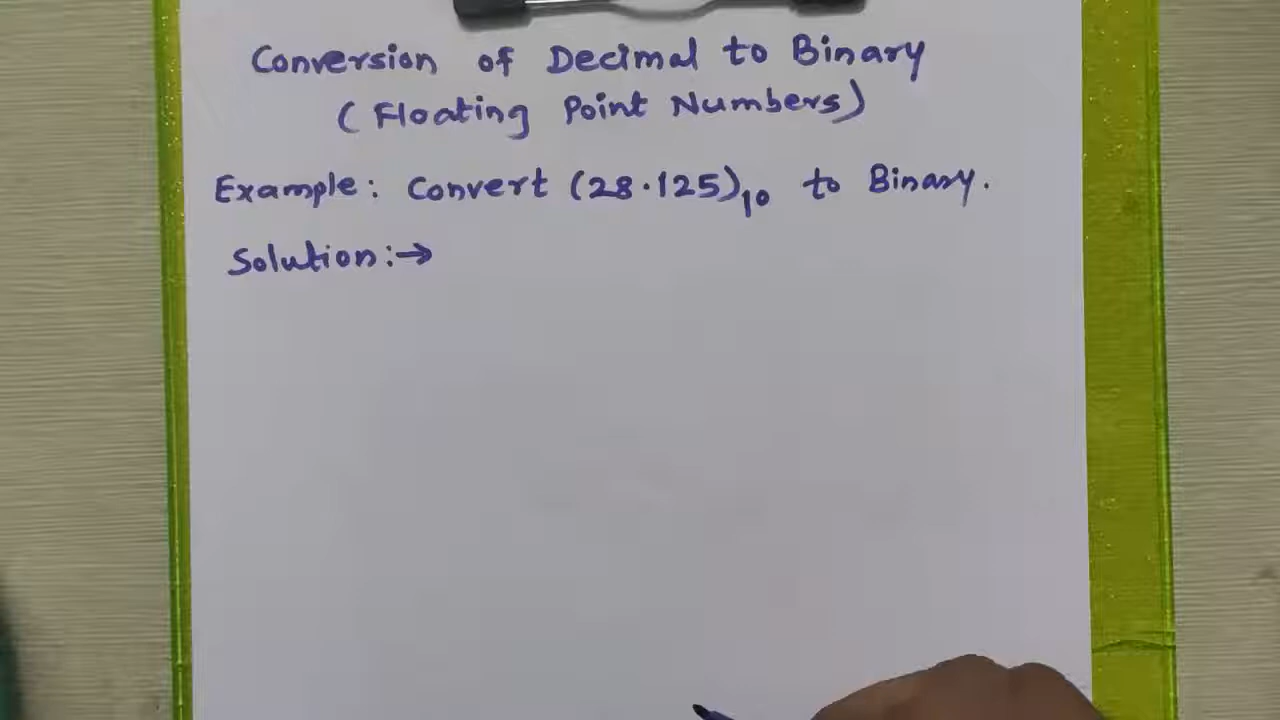 Conversion of Decimal to Binary
(Floating Point Numbers)
Example: Convert (28.125)₁₀ to Binary.
Solution:→